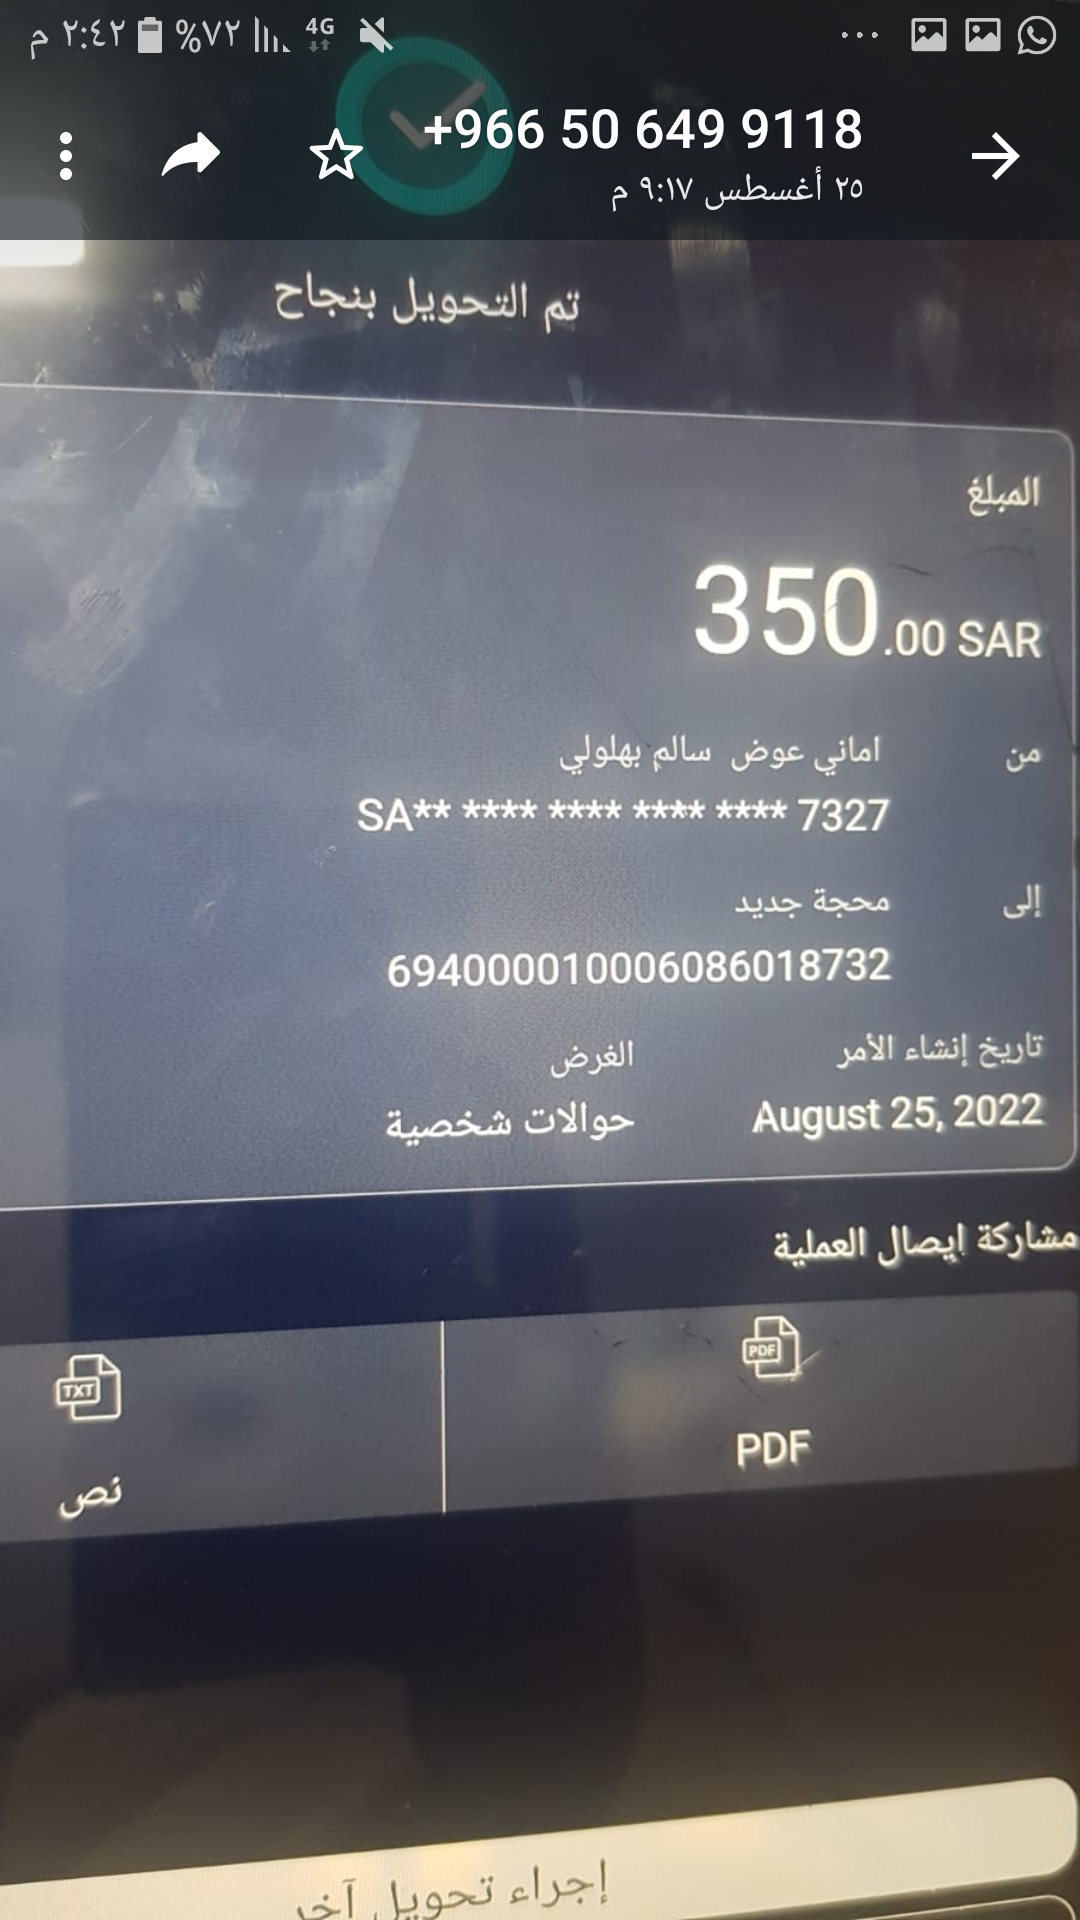 ٢:٤٢ م ٧٢% 4G
+966 50 649 9118
٢٥ أغسطس ٩:١٧ م
تم التحويل بنجاح
المبلغ
350.00 SAR
من اماني عوض سالم بهلولي
SA** **** **** **** **** 7327
إلى محجة جديد
694000010006086018732
تاريخ إنشاء الأمر الغرض
August 25, 2022 حوالات شخصية
مشاركة إيصال العملية
PDF TXT
PDF نص
إجراء تحويل آخر